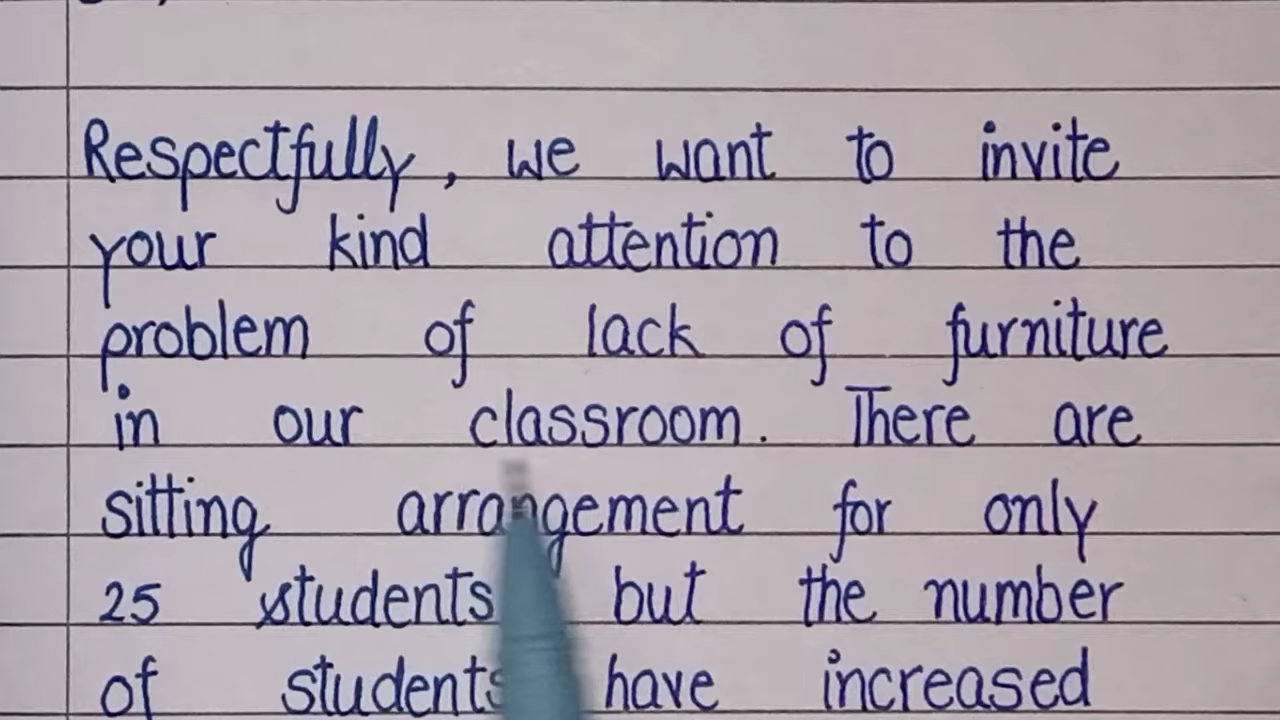 Respectfully, we want to invite
your kind attention to the
problem of lack of furniture
in our classroom. There are
sitting arrangement for only
25 students but the number
of students have increased